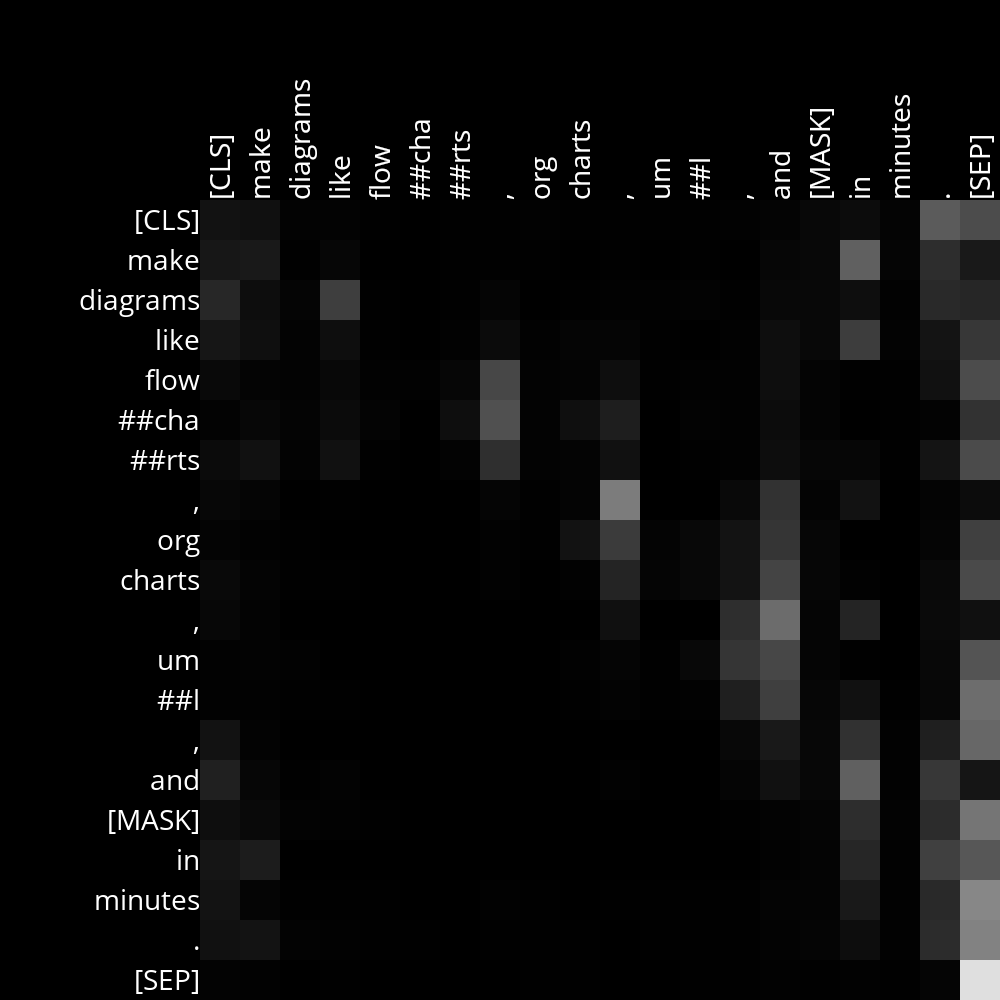 [CLS] make diagrams like flow ##cha ##rts , org charts , um ##l , and [MASK] in minutes . [SEP]
[CLS]
make
diagrams
like
flow
##cha
##rts
,
org
charts
,
um
##l
,
and
[MASK]
in
minutes
.
[SEP]